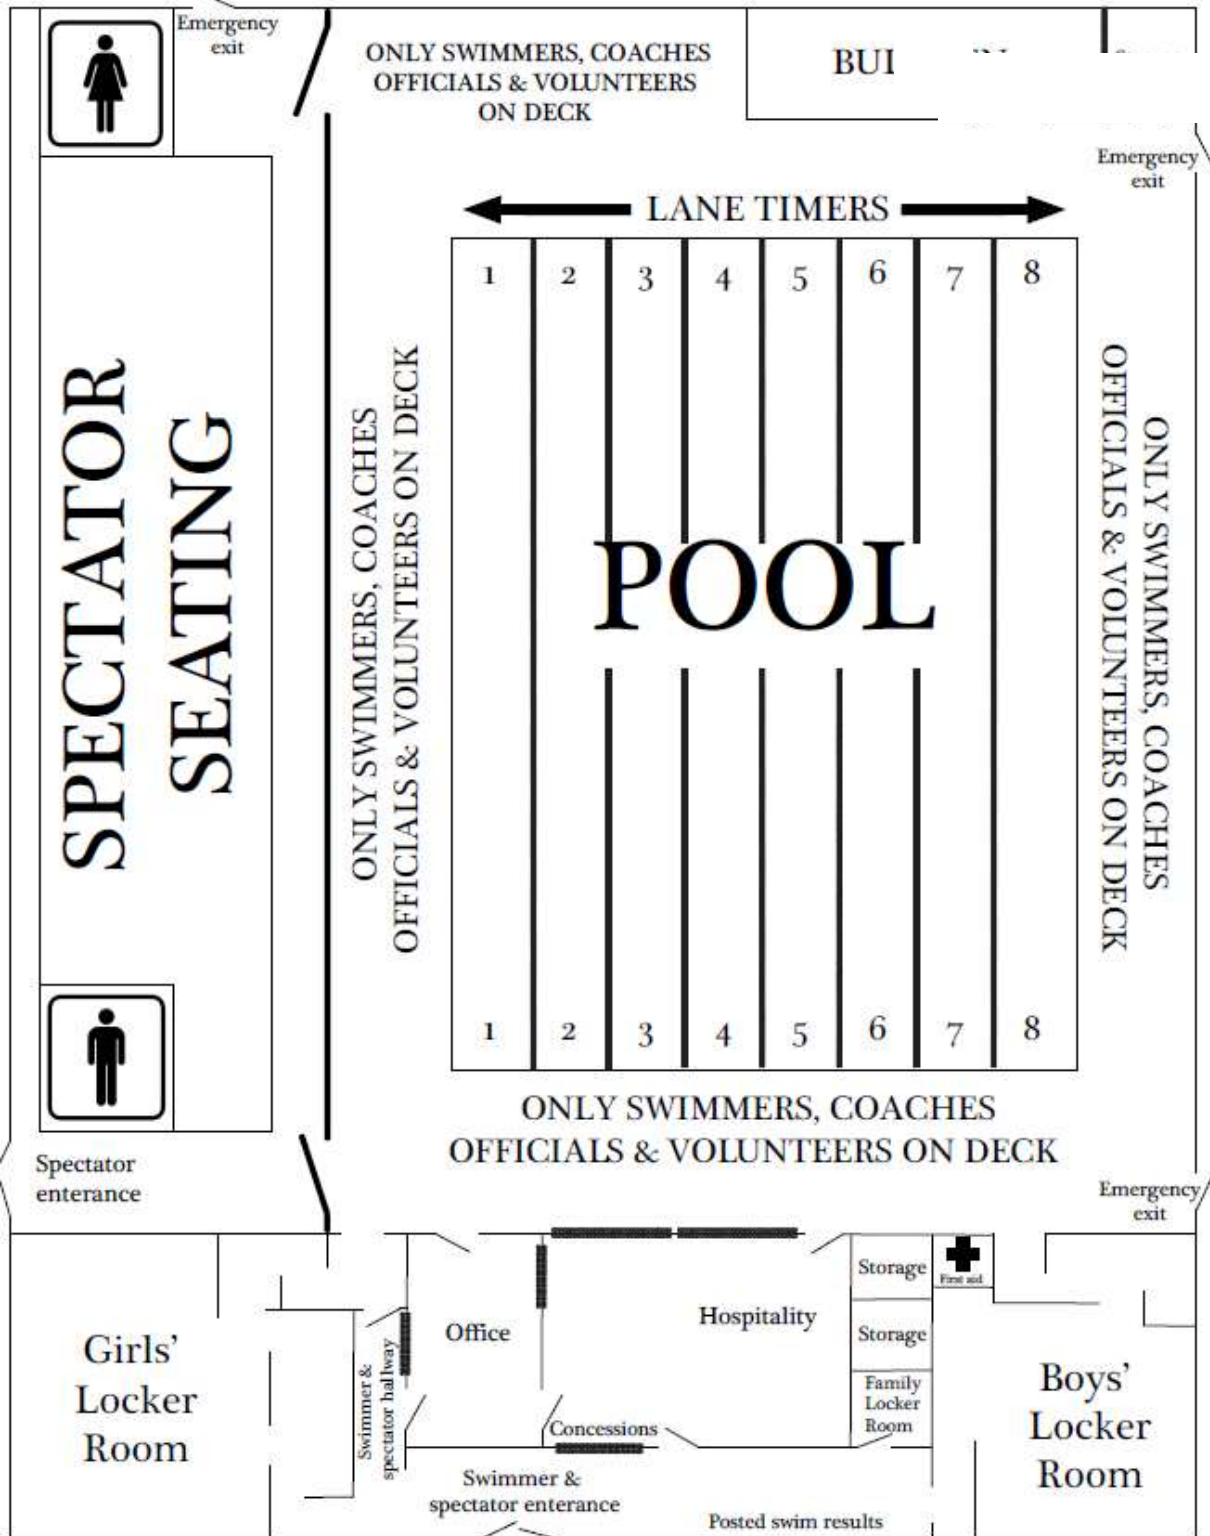 Emergency
exit
ONLY SWIMMERS, COACHES
OFFICIALS & VOLUNTEERS
ON DECK
Emergency
exit
LANE TIMERS
1 2 3 4 5 6 7 8
SPECTATOR
SEATING
ONLY SWIMMERS, COACHES
OFFICIALS & VOLUNTEERS ON DECK
POOL
ONLY SWIMMERS, COACHES
OFFICIALS & VOLUNTEERS ON DECK
1 2 3 4 5 6 7 8
ONLY SWIMMERS, COACHES
OFFICIALS & VOLUNTEERS ON DECK
Spectator
enterance
Emergency
exit
Girls'
Locker
Room
Swimmer &
spectator hallway
Office
Hospitality
Storage
First aid
Storage
Family
Locker
Room
Boys'
Locker
Room
Concessions
Swimmer &
spectator enterance
Posted swim results